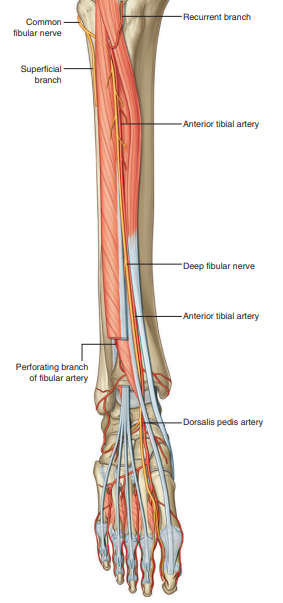 Recurrent branch
Common
fibular nerve
Superficial
branch
Anterior tibial artery
Deep fibular nerve
Anterior tibial artery
Perforating branch
of fibular artery
Dorsalis pedis artery